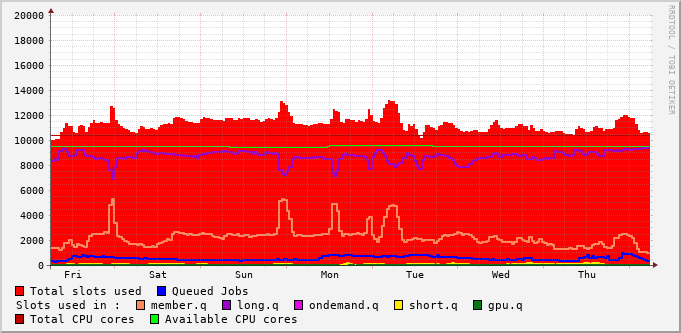 RRDTOOL / TOBI OETIKER
20000
18000
16000
14000
12000
10000
8000
6000
4000
2000
0
Fri Sat Sun Mon Tue Wed Thu
Total slots used Queued Jobs
Slots used in : member.q long.q ondemand.q short.q gpu.q
Total CPU cores Available CPU cores